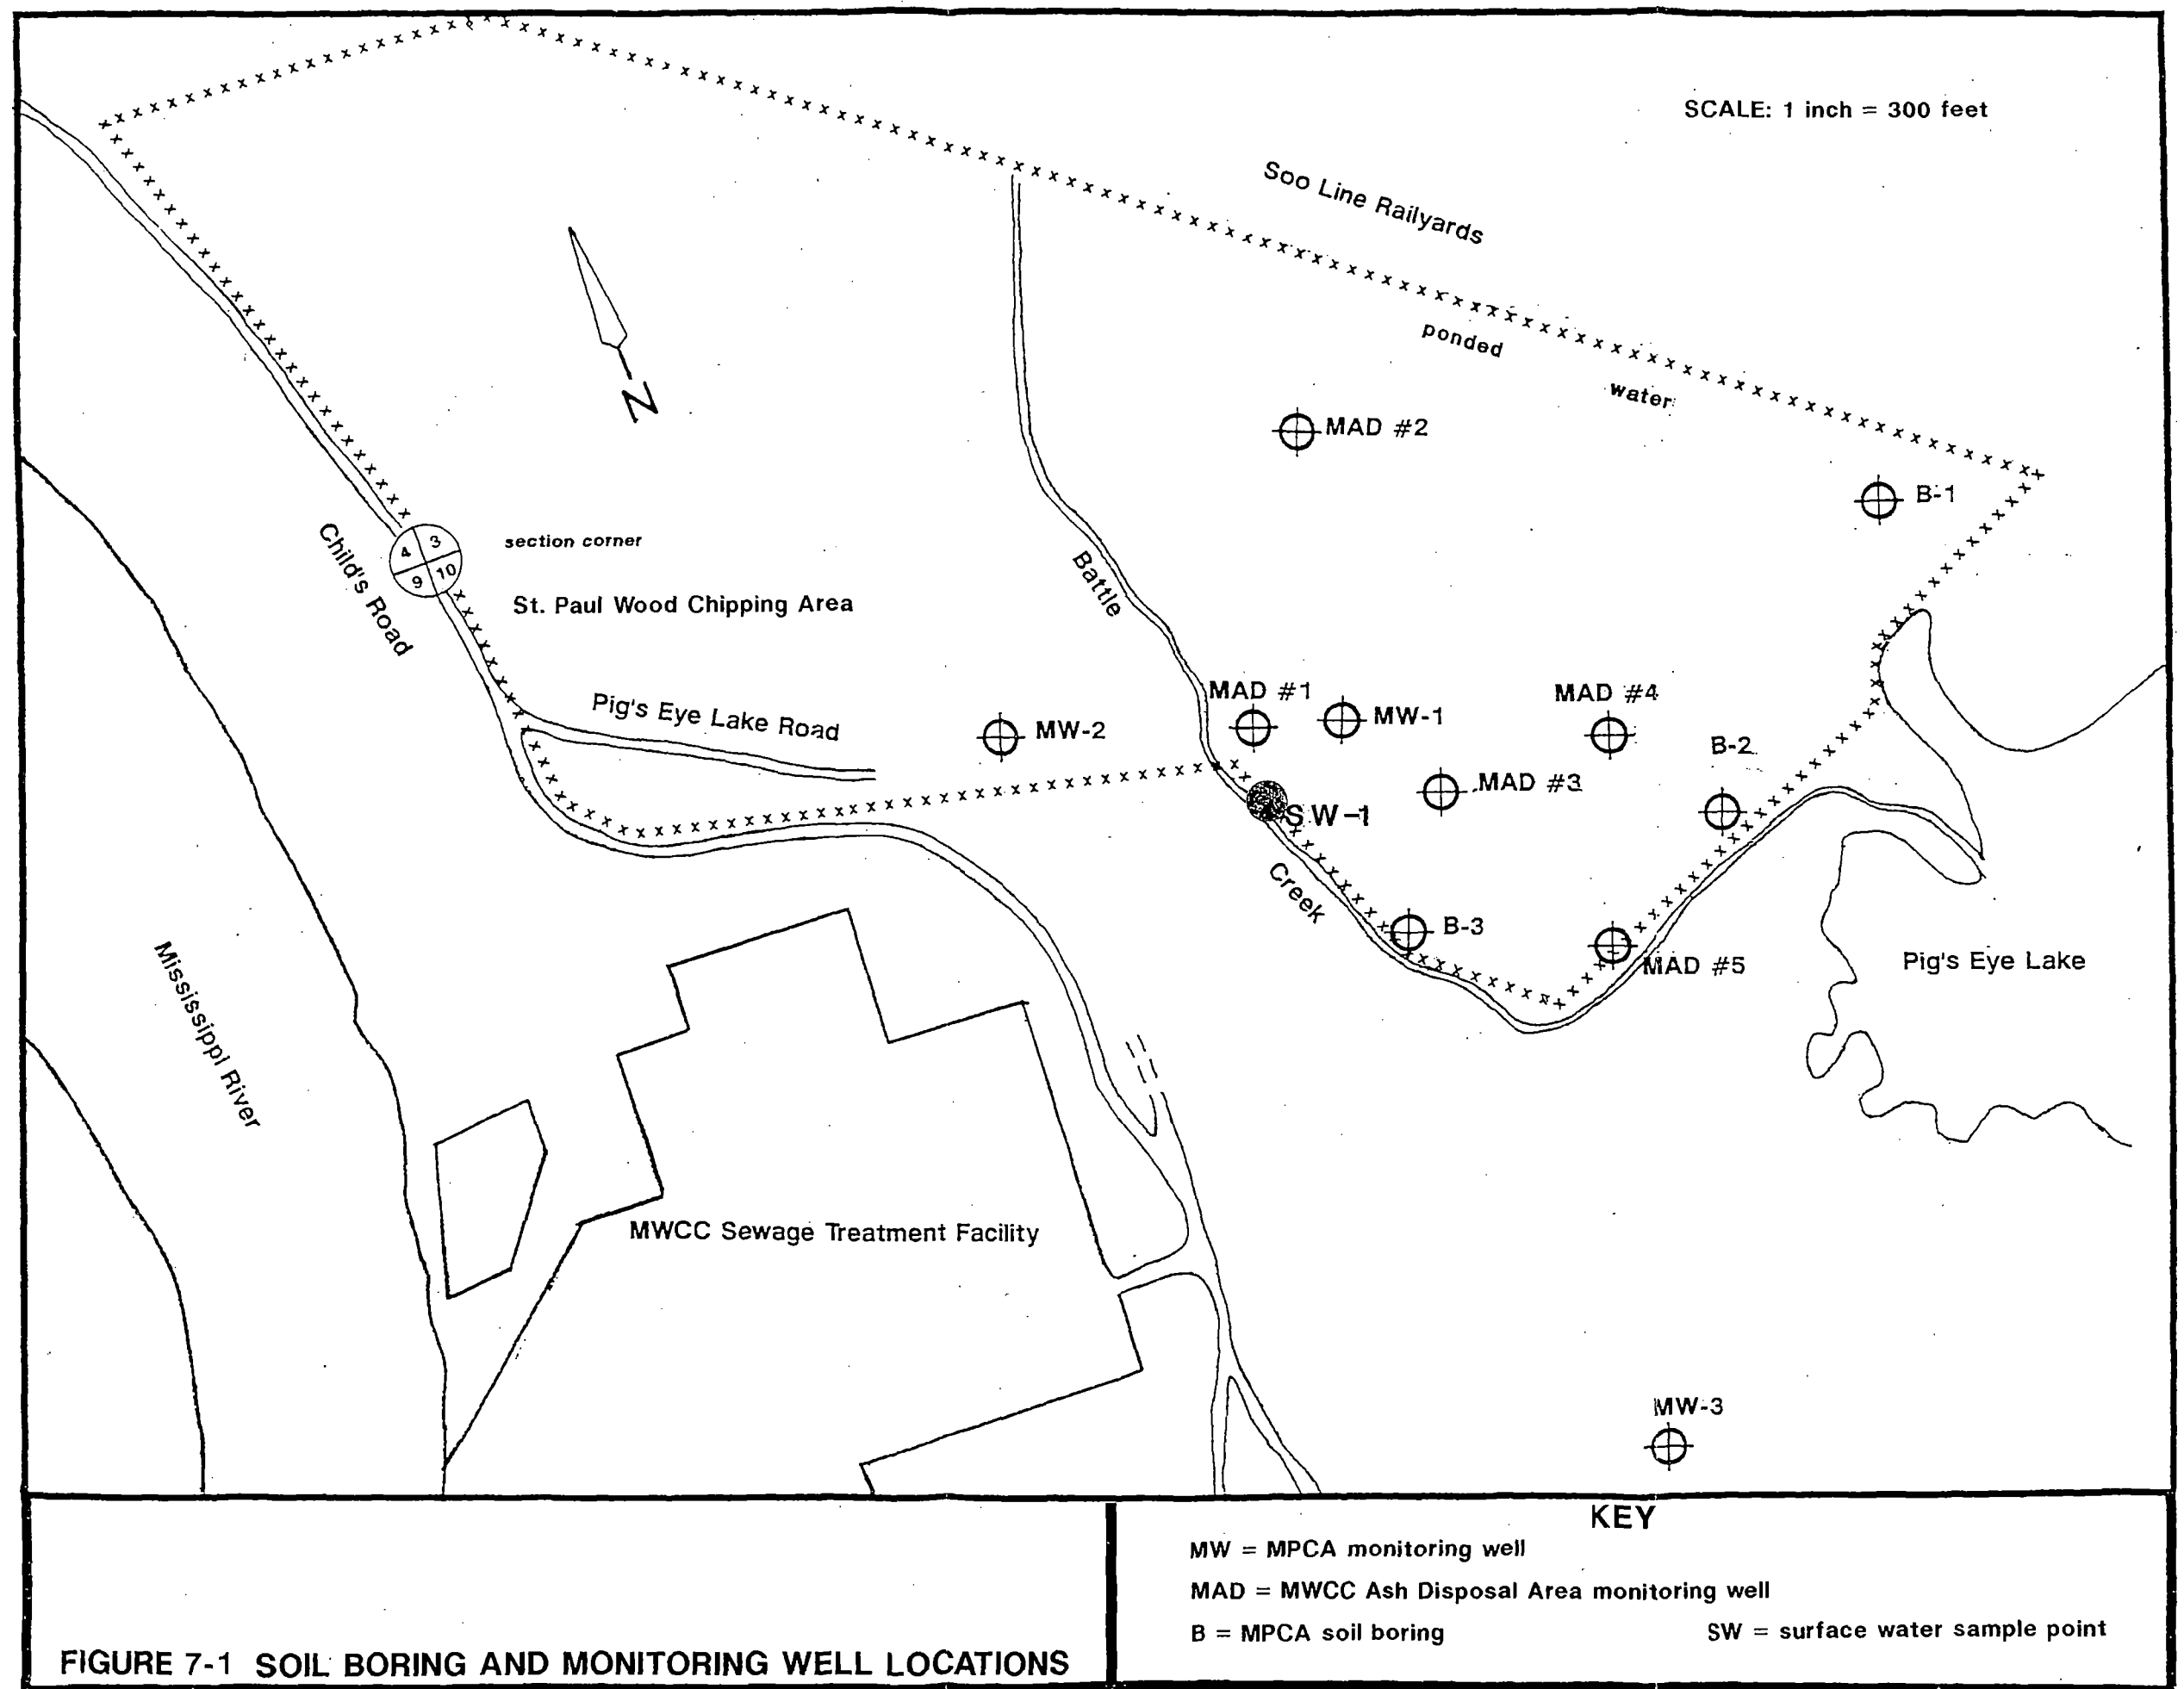 SCALE: 1 inch = 300 feet
Soo Line Railyards
ponded
water
N
MAD #2
B-1
Child's Road
4 3
9 10
section corner
St. Paul Wood Chipping Area
Battle
Pig's Eye Lake Road
MW-2
MAD #1
MW-1
MAD #4
B-2
MAD #3
SW-1
Creek
B-3
MAD #5
Pig's Eye Lake
Mississippi River
MWCC Sewage Treatment Facility
MW-3
KEY
MW = MPCA monitoring well
MAD = MWCC Ash Disposal Area monitoring well
B = MPCA soil boring
SW = surface water sample point
FIGURE 7-1 SOIL BORING AND MONITORING WELL LOCATIONS